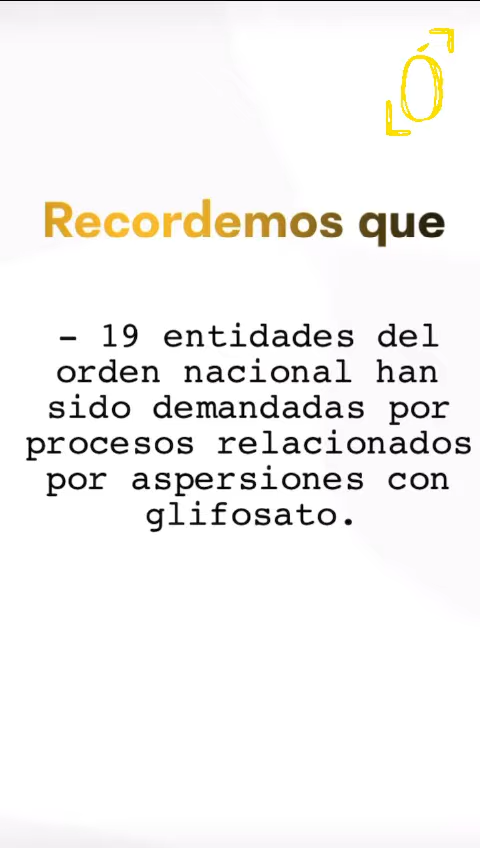 Ó
Recordemos que
- 19 entidades del
orden nacional han
sido demandadas por
procesos relacionados
por aspersiones con
glifosato.